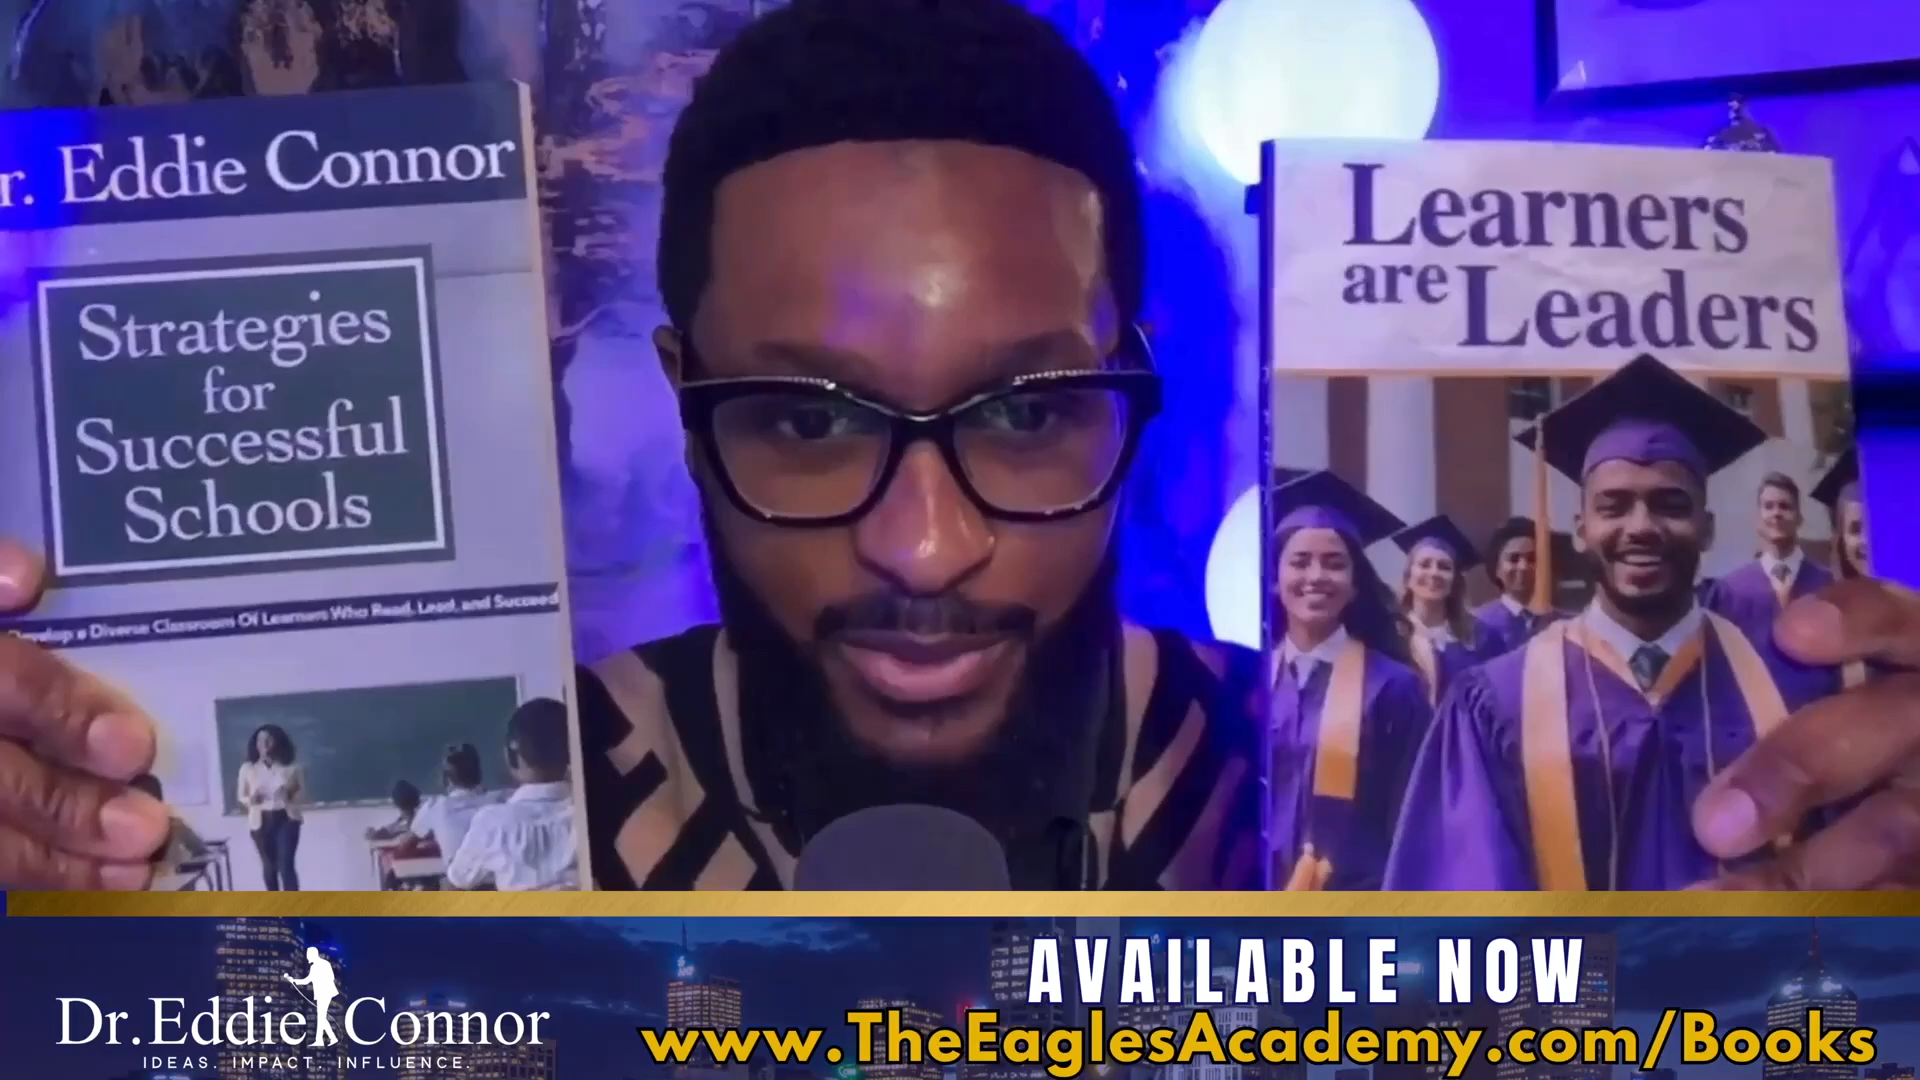 r. Eddie Connor
Strategies
for
Successful
Schools
Develop a Diverse Classroom Of Learners Who Read, Lead, and Succeed
Learners
are Leaders
Dr. Eddie Connor
IDEAS. IMPACT. INFLUENCE.
AVAILABLE NOW
www.TheEaglesAcademy.com/Books